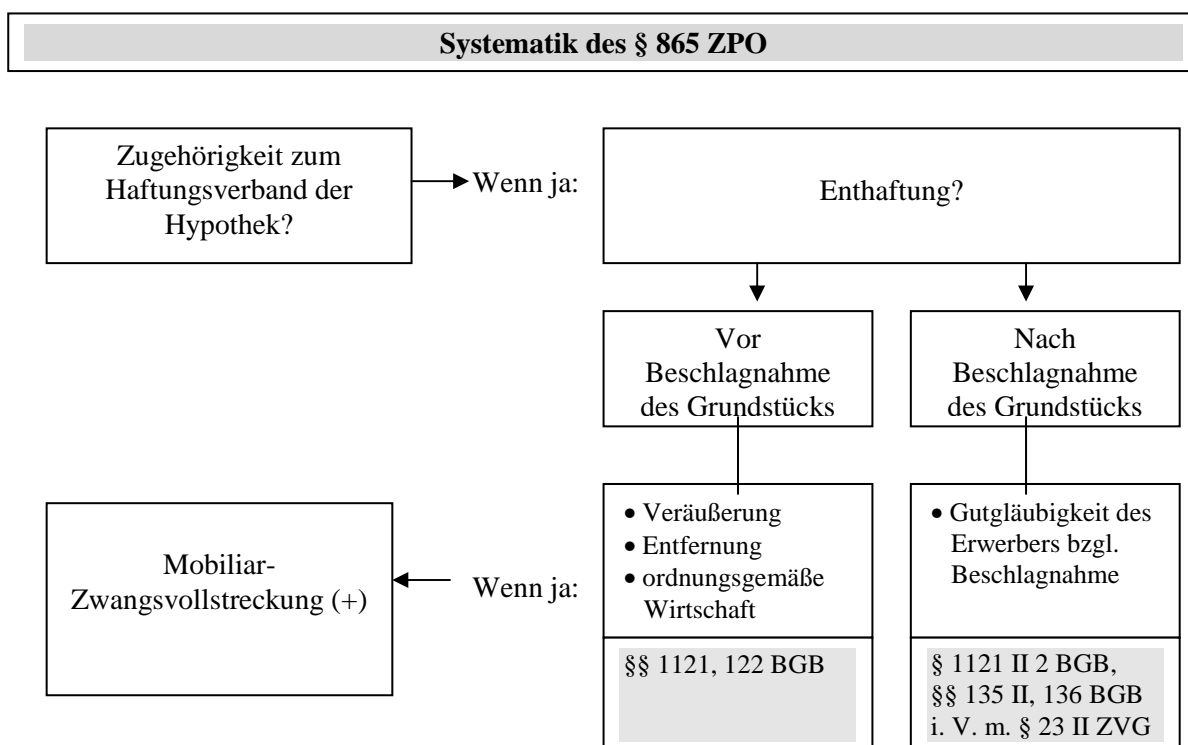 Systematik des § 865 ZPO
Zugehörigkeit zum
Haftungsverband der
Hypothek?
Wenn ja:
Enthaftung?
Vor
Beschlagnahme
des Grundstücks
Nach
Beschlagnahme
des Grundstücks
Mobiliar-
Zwangsvollstreckung (+)
Wenn ja:
• Veräußerung
• Entfernung
• ordnungsgemäße
Wirtschaft
§§ 1121, 122 BGB
• Gutgläubigkeit des
Erwerbers bzgl.
Beschlagnahme
§ 1121 II 2 BGB,
§§ 135 II, 136 BGB
i. V. m. § 23 II ZVG